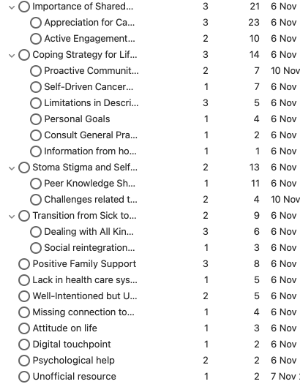 Importance of Shared... 3 21 6 Nov
Appreciation for Ca... 3 23 6 Nov
Active Engagement... 2 10 6 Nov
Coping Strategy for Lif... 3 14 6 Nov
Proactive Communit... 2 7 10 Nov
Self-Driven Cancer... 1 7 6 Nov
Limitations in Descri... 3 5 6 Nov
Personal Goals 1 4 6 Nov
Consult General Pra... 1 2 6 Nov
Information from ho... 1 1 6 Nov
Stoma Stigma and Self... 2 13 6 Nov
Peer Knowledge Sh... 1 11 6 Nov
Challenges related t... 2 4 10 Nov
Transition from Sick to... 2 9 6 Nov
Dealing with All Kin... 3 6 6 Nov
Social reintegration... 1 3 6 Nov
Positive Family Support 3 8 6 Nov
Lack in health care sys... 1 5 6 Nov
Well-Intentioned but U... 2 5 6 Nov
Missing connection to... 1 4 6 Nov
Attitude on life 1 3 6 Nov
Digital touchpoint 1 2 6 Nov
Psychological help 2 2 6 Nov
Unofficial resource 1 2 7 Nov